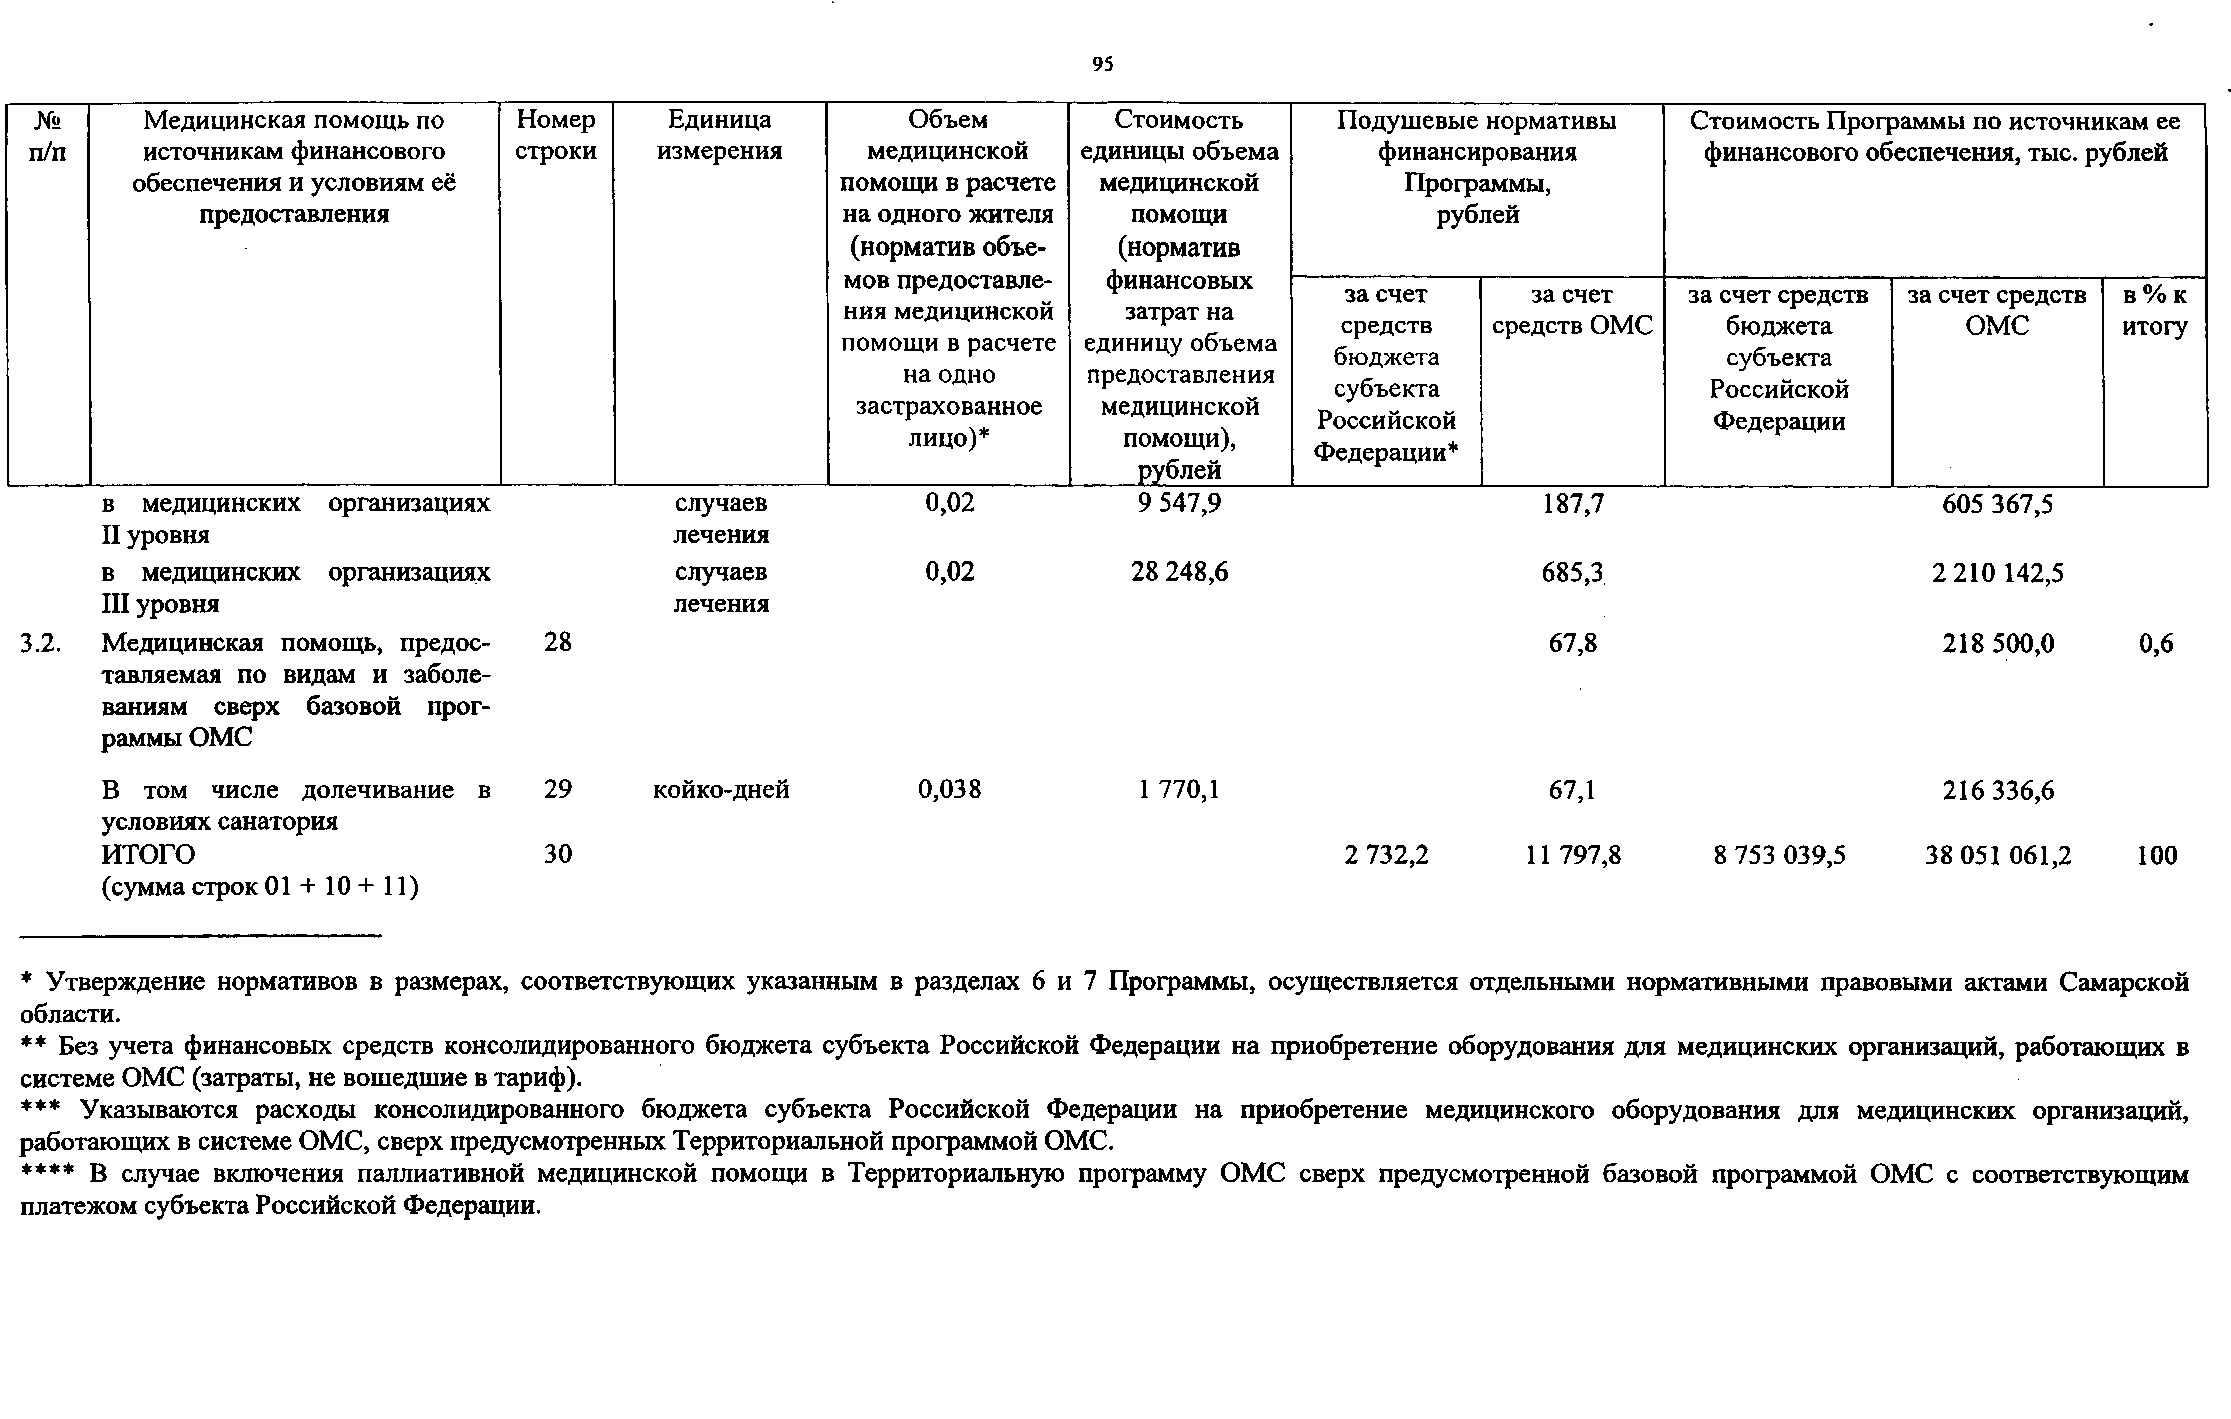 95
№ п/п
Медицинская помощь по
источникам финансового
обеспечения и условиям её
предоставления
Номер
строки
Единица
измерения
Объем
медицинской
помощи в расчете
на одного жителя
(норматив объе-
мов предоставле-
ния медицинской
помощи в расчете
на одно
застрахованное
лицо)*
Стоимость
единицы объема
медицинской
помощи
(норматив
финансовых
затрат на
единицу объема
предоставления
медицинской
помощи),
рублей
Подушевые нормативы
финансирования
Программы,
рублей
Стоимость Программы по источникам ее
финансового обеспечения, тыс. рублей
за счет
средств
бюджета
субъекта
Российской
Федерации*
за счет
средств ОМС
за счет средств
бюджета
субъекта
Российской
Федерации
за счет средств
ОМС
в % к
итогу
в медицинских организациях случаев 0,02 9 547,9 187,7 605 367,5
II уровня лечения
в медицинских организациях случаев 0,02 28 248,6 685,3 2 210 142,5
III уровня лечения
3.2. Медицинская помощь, предос- 28 67,8 218 500,0 0,6
тавляемая по видам и заболе-
ваниям сверх базовой прог-
раммы ОМС
В том числе долечивание в 29 койко-дней 0,038 1 770,1 67,1 216 336,6
условиях санатория
ИТОГО 30 2 732,2 11 797,8 8 753 039,5 38 051 061,2 100
(сумма строк 01 + 10 + 11)
* Утверждение нормативов в размерах, соответствующих указанным в разделах 6 и 7 Программы, осуществляется отдельными нормативными правовыми актами Самарской
области.
** Без учета финансовых средств консолидированного бюджета субъекта Российской Федерации на приобретение оборудования для медицинских организаций, работающих в
системе ОМС (затраты, не вошедшие в тариф).
*** Указываются расходы консолидированного бюджета субъекта Российской Федерации на приобретение медицинского оборудования для медицинских организаций,
работающих в системе ОМС, сверх предусмотренных Территориальной программой ОМС.
**** В случае включения паллиативной медицинской помощи в Территориальную программу ОМС сверх предусмотренной базовой программой ОМС с соответствующим
платежом субъекта Российской Федерации.